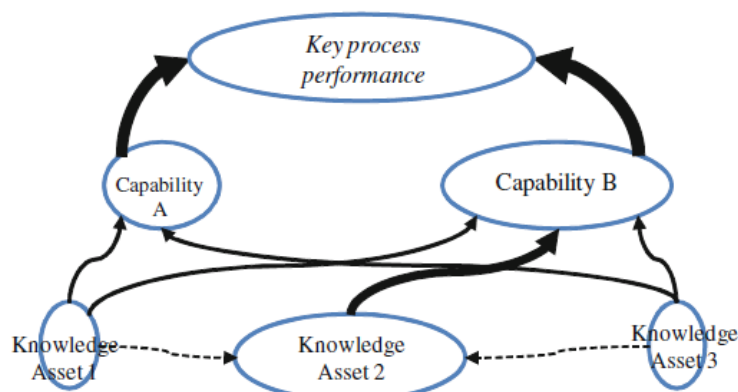 Key process
performance
Capability
A
Capability B
Knowledge
Asset 1
Knowledge
Asset 2
Knowledge
Asset 3